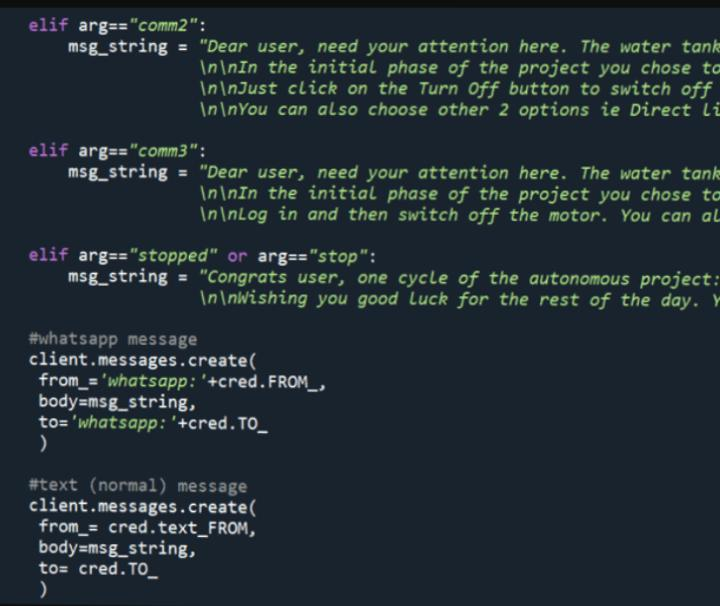 elif arg=="comm2":
msg_string = "Dear user, need your attention here. The water tank
\n\nIn the initial phase of the project you chose to
\n\nJust click on the Turn Off button to switch off
\n\nYou can also choose other 2 options ie Direct Li
elif arg=="comm3":
msg_string = "Dear user, need your attention here. The water tank
\n\nIn the initial phase of the project you chose to
\n\nLog in and then switch off the motor. You can al
elif arg=="stopped" or arg=="stop":
msg_string = "Congrats user, one cycle of the autonomous project:
\n\nWishing you good luck for the rest of the day. Y
#whatsapp message
client.messages.create(
from_='whatsapp:'+cred.FROM_,
body=msg_string,
to='whatsapp:'+cred.TO_
)
#text (normal) message
client.messages.create(
from_= cred.text_FROM,
body=msg_string,
to= cred.TO_
)